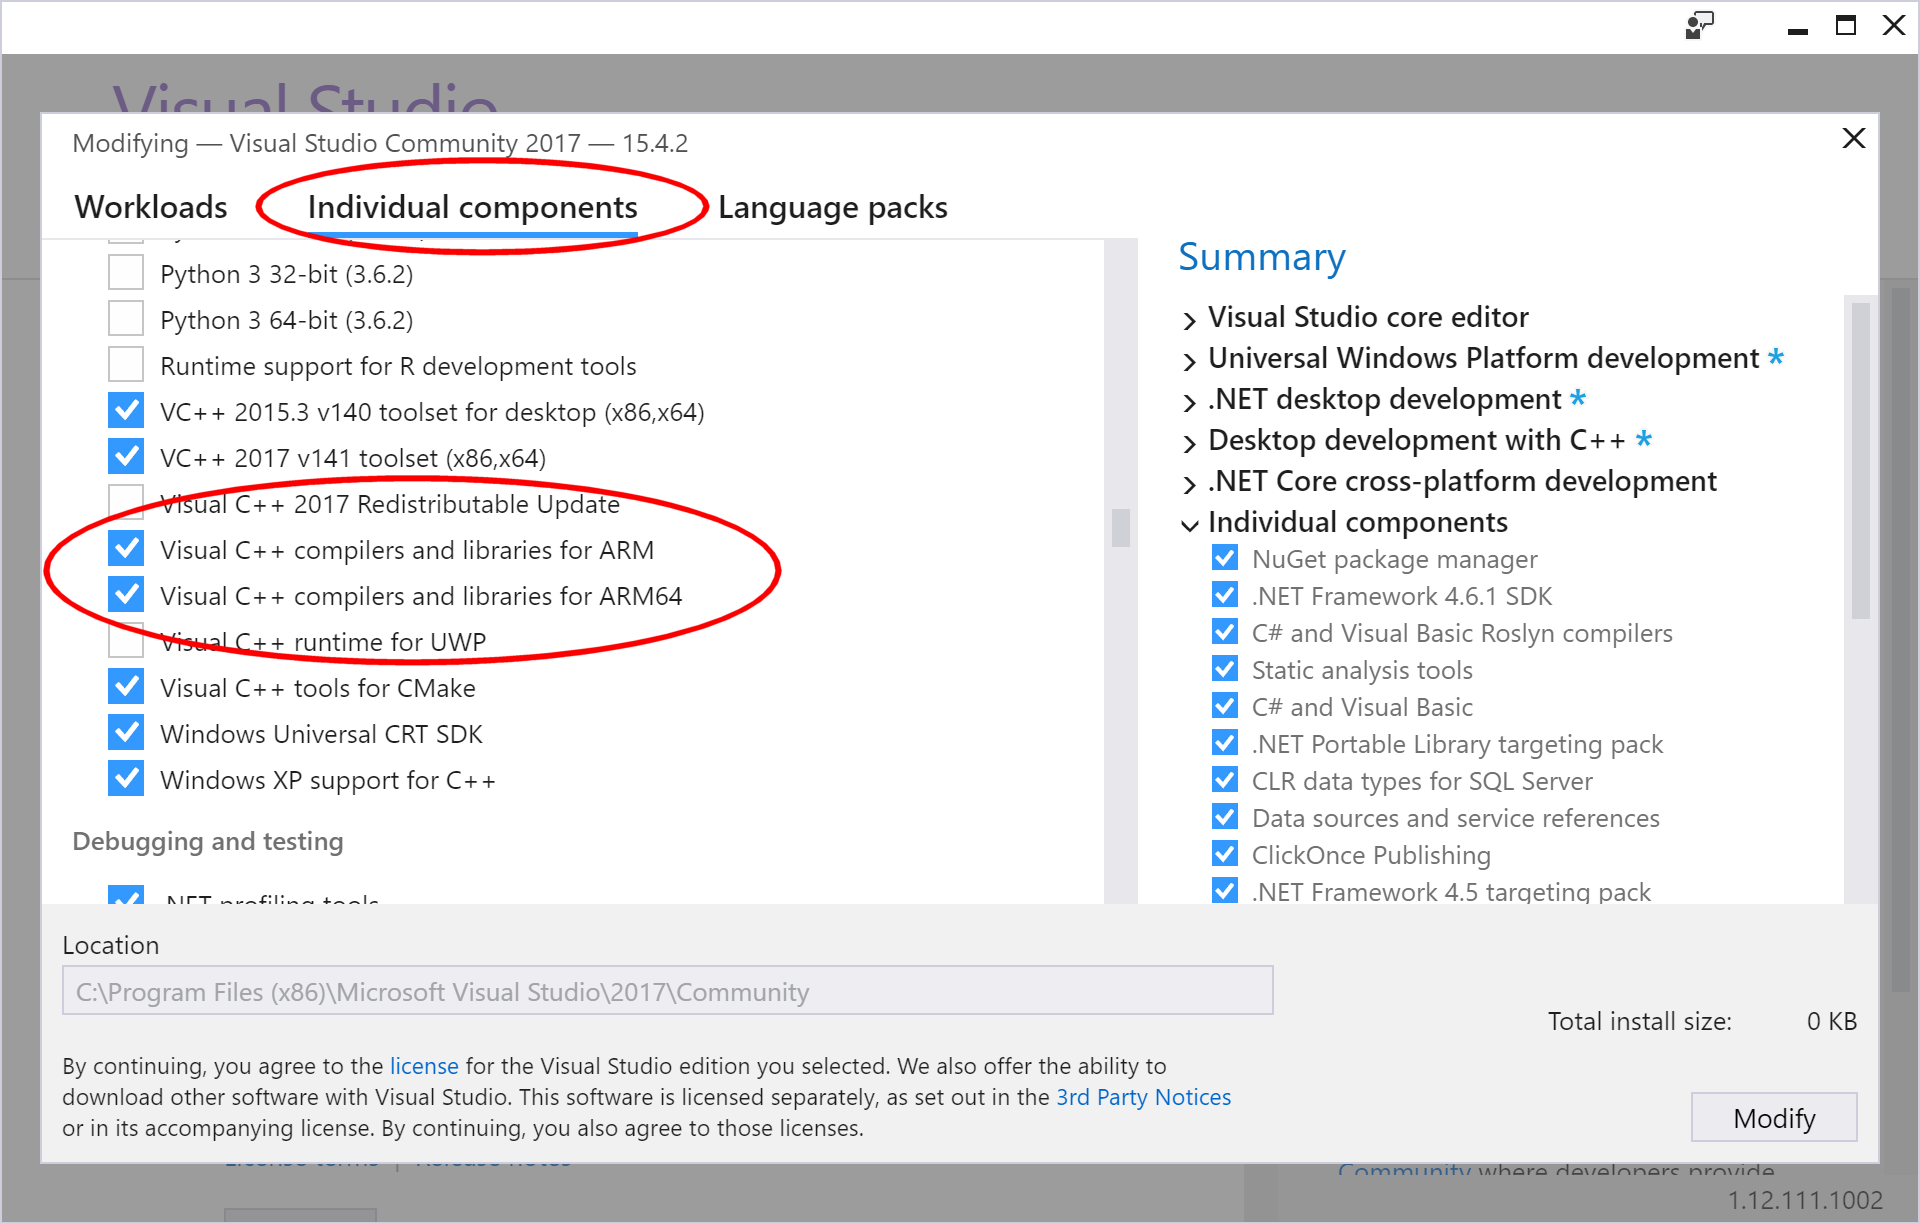 Visual Studio
Modifying — Visual Studio Community 2017 — 15.4.2
Workloads
Individual components
Language packs
Python 3 32-bit (3.6.2)
Python 3 64-bit (3.6.2)
Runtime support for R development tools
VC++ 2015.3 v140 toolset for desktop (x86,x64)
VC++ 2017 v141 toolset (x86,x64)
Visual C++ 2017 Redistributable Update
Visual C++ compilers and libraries for ARM
Visual C++ compilers and libraries for ARM64
Visual C++ runtime for UWP
Visual C++ tools for CMake
Windows Universal CRT SDK
Windows XP support for C++
Debugging and testing
.NET profiling tools
Summary
Visual Studio core editor
Universal Windows Platform development *
.NET desktop development *
Desktop development with C++ *
.NET Core cross-platform development
Individual components
NuGet package manager
.NET Framework 4.6.1 SDK
C# and Visual Basic Roslyn compilers
Static analysis tools
C# and Visual Basic
.NET Portable Library targeting pack
CLR data types for SQL Server
Data sources and service references
ClickOnce Publishing
.NET Framework 4.5 targeting pack
Location
C:\Program Files (x86)\Microsoft Visual Studio\2017\Community
Total install size: 0 KB
By continuing, you agree to the license for the Visual Studio edition you selected. We also offer the ability to
download other software with Visual Studio. This software is licensed separately, as set out in the 3rd Party Notices
or in its accompanying license. By continuing, you also agree to those licenses.
Modify
License terms | Release notes
Community where developers provide
1.12.111.1002